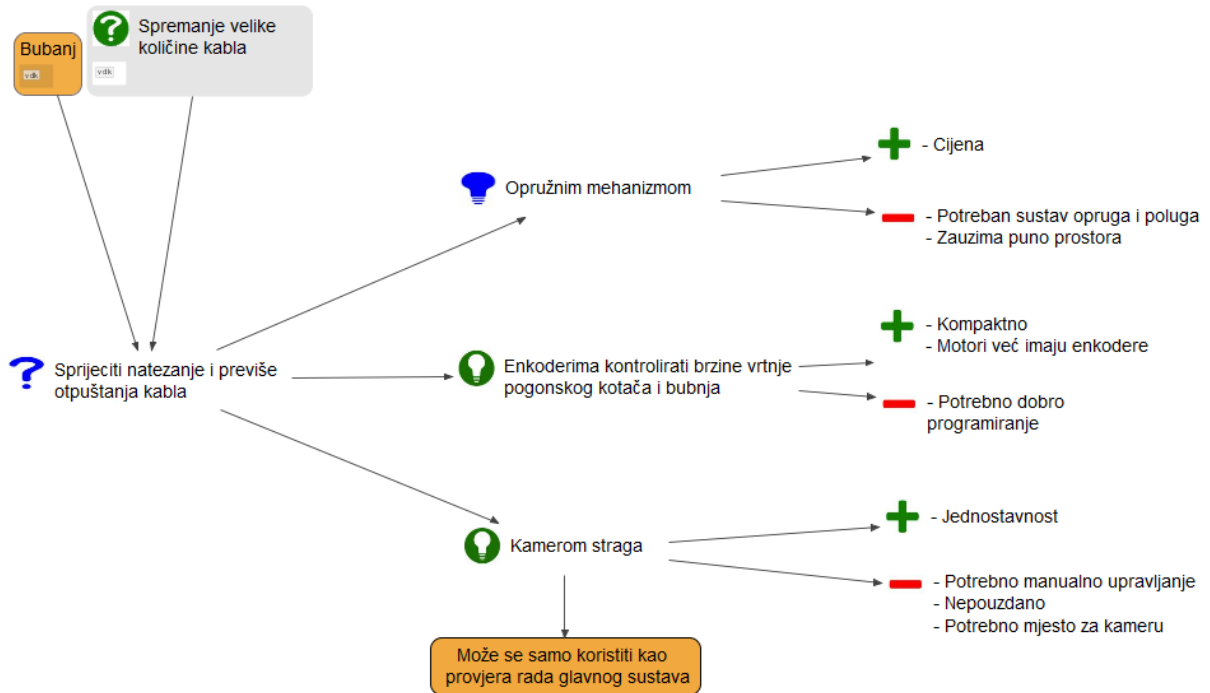 Bubanj
vdk
Spremanje velike
količine kabla
vdk
Opružnim mehanizmom
- Cijena
- Potreban sustav opruga i poluga
- Zauzima puno prostora
Spriječiti natezanje i previše
otpuštanja kabla
Enkoderima kontrolirati brzine vrtnje
pogonskog kotača i bubnja
- Kompaktno
- Motori već imaju enkodere
- Potrebno dobro
programiranje
Kamerom straga
- Jednostavnost
- Potrebno manualno upravljanje
- Nepouzdano
- Potrebno mjesto za kameru
Može se samo koristiti kao
provjera rada glavnog sustava